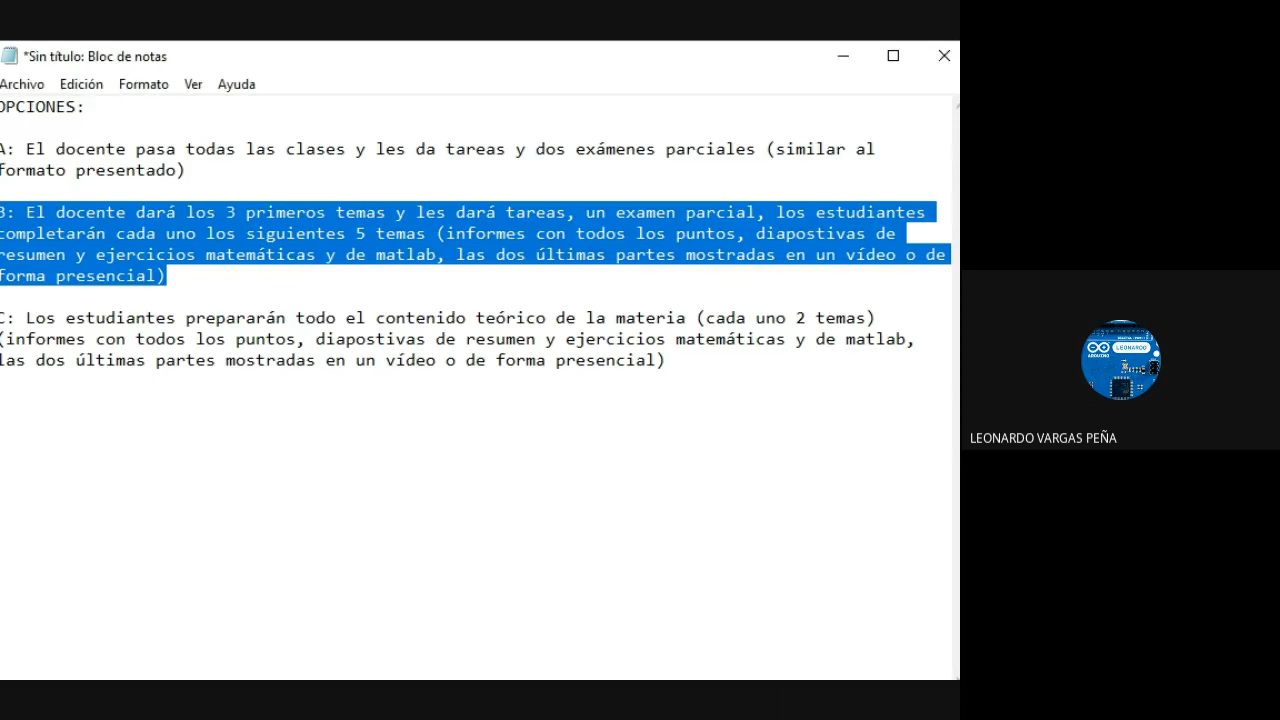 *Sin título: Bloc de notas
Archivo Edición Formato Ver Ayuda
OPCIONES:
A: El docente pasa todas las clases y les da tareas y dos exámenes parciales (similar al
formato presentado)
B: El docente dará los 3 primeros temas y les dará tareas, un examen parcial, los estudiantes
completarán cada uno los siguientes 5 temas (informes con todos los puntos, diapostivas de
resumen y ejercicios matemáticas y de matlab, las dos últimas partes mostradas en un vídeo o de
forma presencial)
C: Los estudiantes prepararán todo el contenido teórico de la materia (cada uno 2 temas)
(informes con todos los puntos, diapostivas de resumen y ejercicios matemáticas y de matlab,
las dos últimas partes mostradas en un vídeo o de forma presencial)
ARDUINO
LEONARDO
LEONARDO VARGAS PEÑA